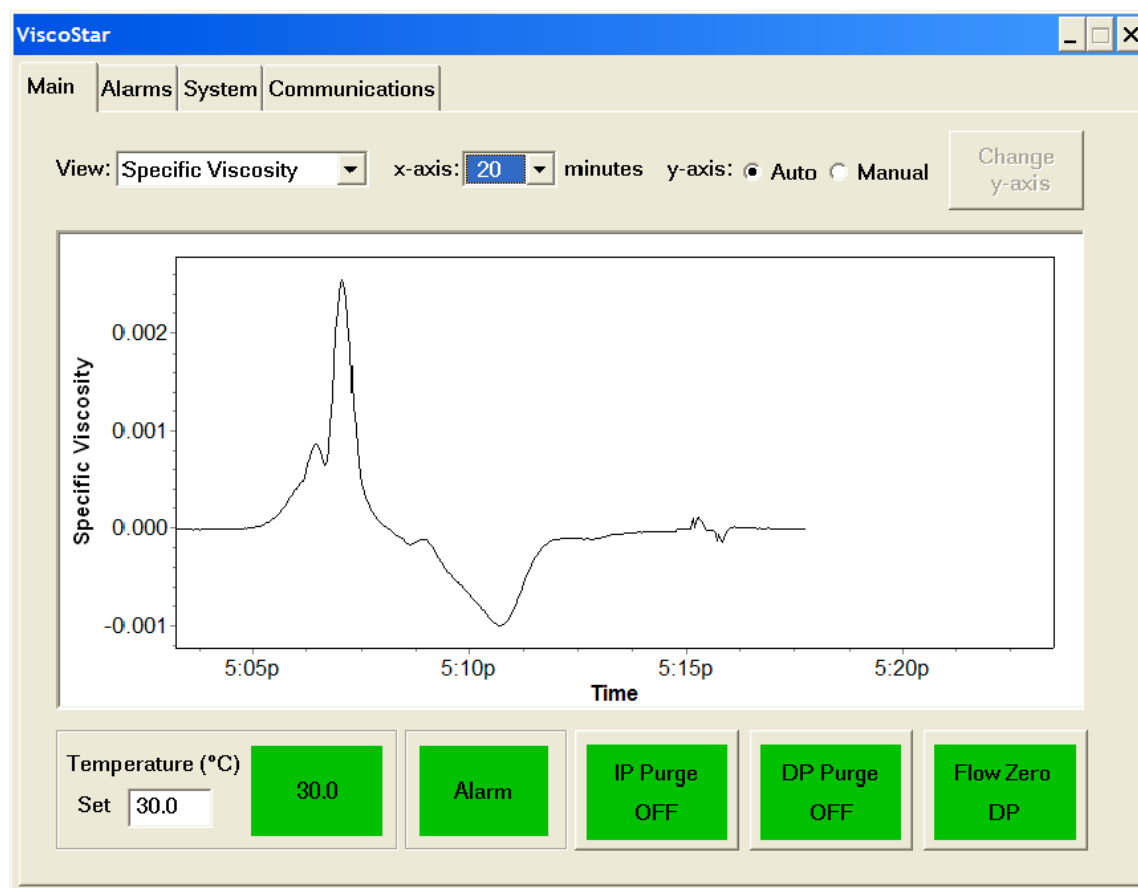 ViscoStar
Main Alarms System Communications
View: Specific Viscosity x-axis: 20 minutes y-axis: Auto Manual Change y-axis
0.002
0.001
0.000
-0.001
Specific Viscosity
5:05p 5:10p 5:15p 5:20p
Time
Temperature (°C)
Set 30.0
30.0
Alarm
IP Purge
OFF
DP Purge
OFF
Flow Zero
DP